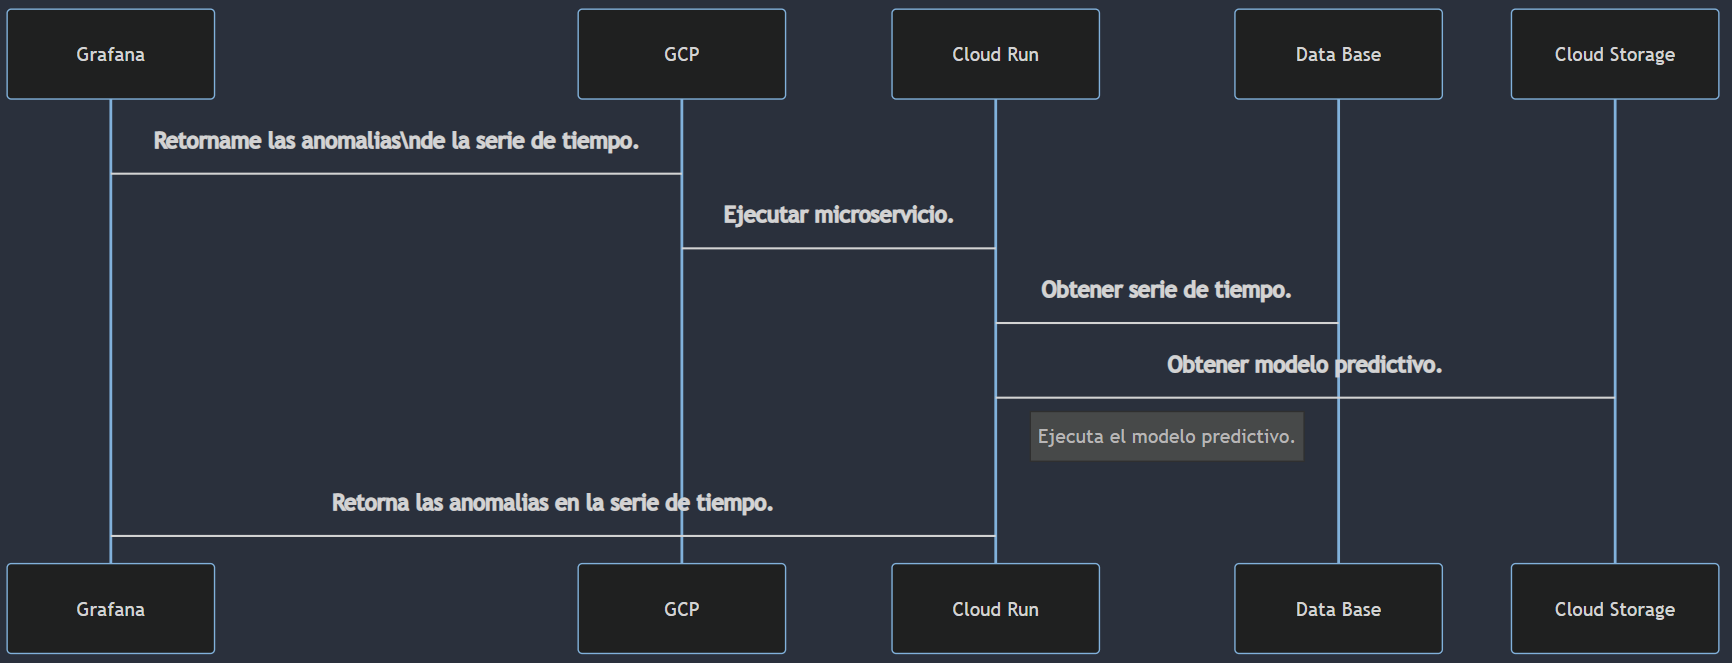 Grafana
GCP
Cloud Run
Data Base
Cloud Storage
Retorname las anomalias\nde la serie de tiempo.
Ejecutar microservicio.
Obtener serie de tiempo.
Obtener modelo predictivo.
Ejecuta el modelo predictivo.
Retorna las anomalias en la serie de tiempo.
Grafana
GCP
Cloud Run
Data Base
Cloud Storage